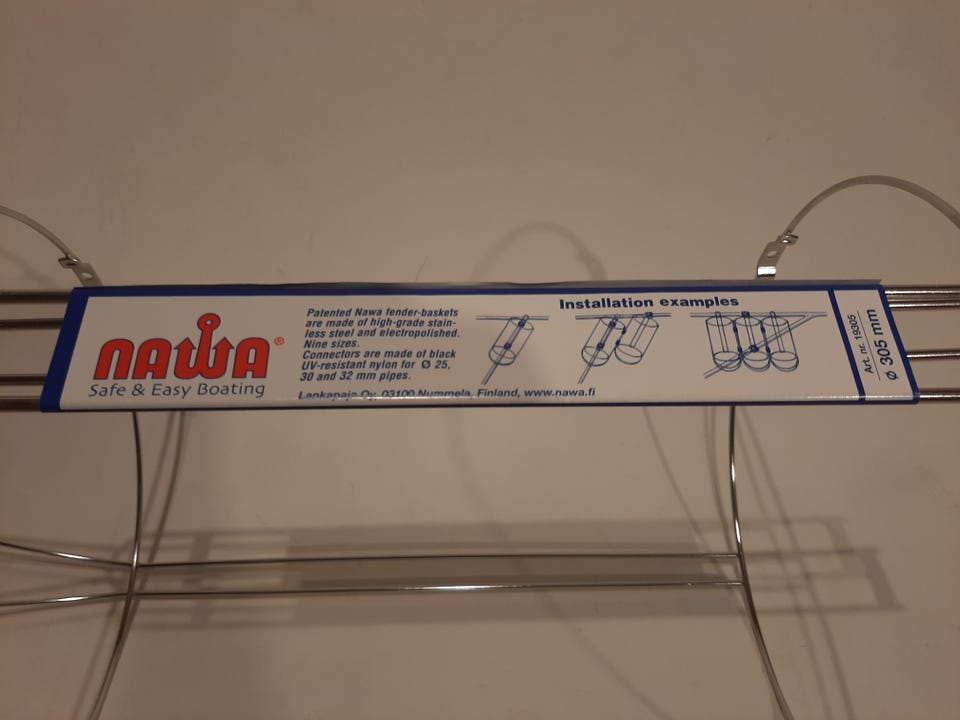 nawa®
Safe & Easy Boating
Patented Nawa fender-baskets
are made of high-grade stain-
less steel and electropolished.
Nine sizes.
Connectors are made of black
UV-resistant nylon for Ø 25,
30 and 32 mm pipes.
Lankapaja Oy, 03100 Nummela, Finland, www.nawa.fi
Installation examples
Art. nr. 19305
Ø 305 mm